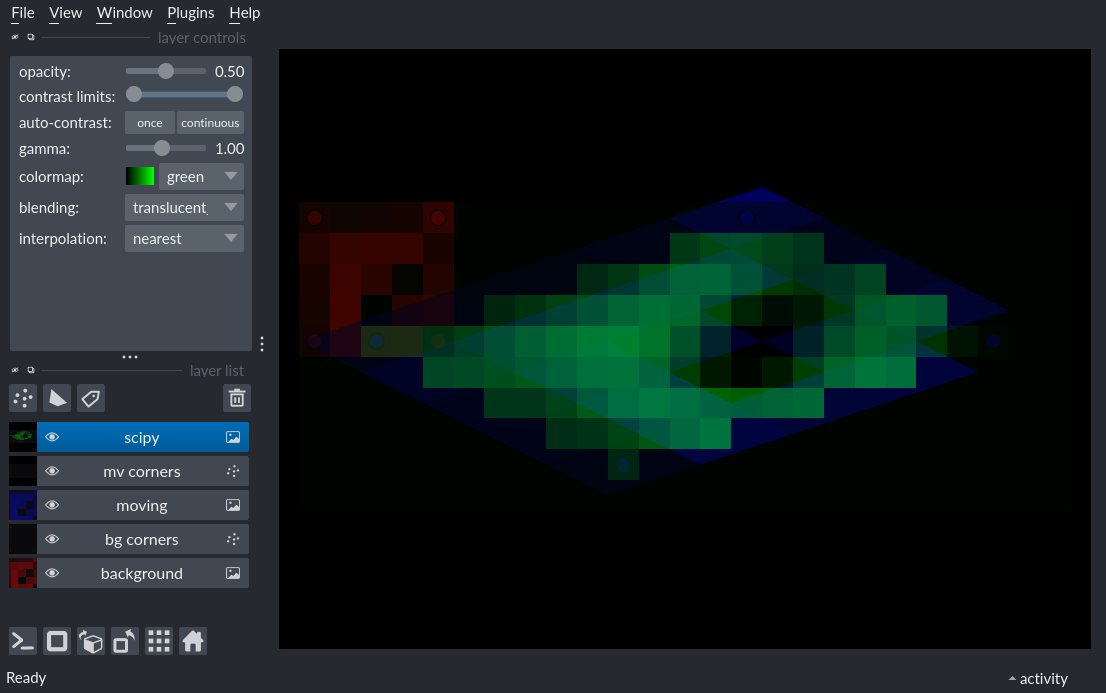 File View Window Plugins Help
layer controls
opacity: 0.50
contrast limits:
auto-contrast: once continuous
gamma: 1.00
colormap: green
blending: translucent
interpolation: nearest
layer list
scipy
mv corners
moving
bg corners
background
Ready
activity